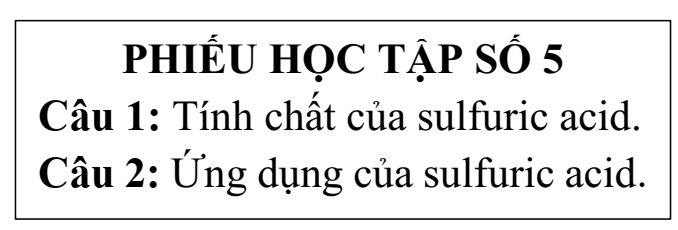 PHIẾU HỌC TẬP SỐ 5
Câu 1: Tính chất của sulfuric acid.
Câu 2: Ứng dụng của sulfuric acid.